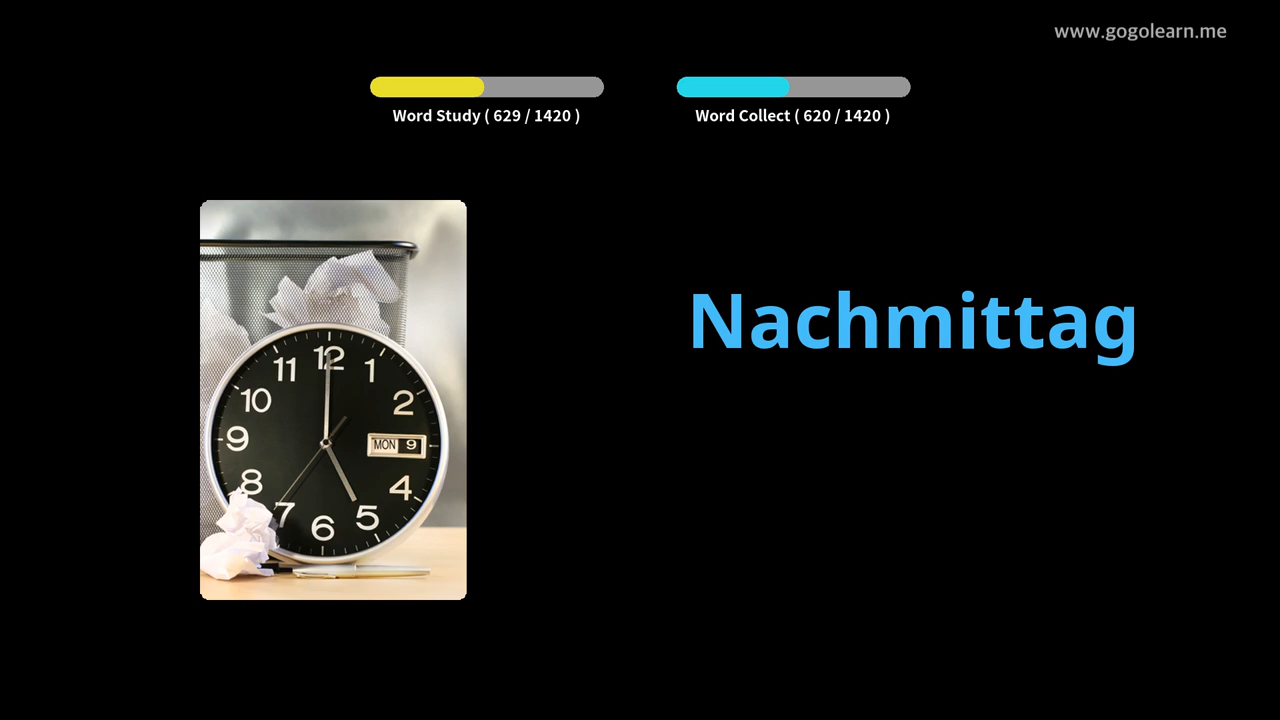 www.gogolearn.me
Word Study ( 629 / 1420 )
Word Collect ( 620 / 1420 )
Nachmittag
12
11
1
10
2
9
MON 9
8
4
7
5
6